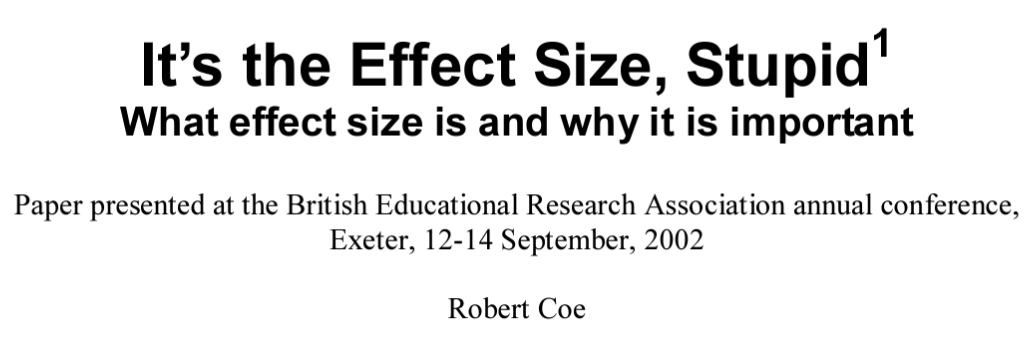 It’s the Effect Size, Stupid1
What effect size is and why it is important
Paper presented at the British Educational Research Association annual conference,
Exeter, 12-14 September, 2002
Robert Coe